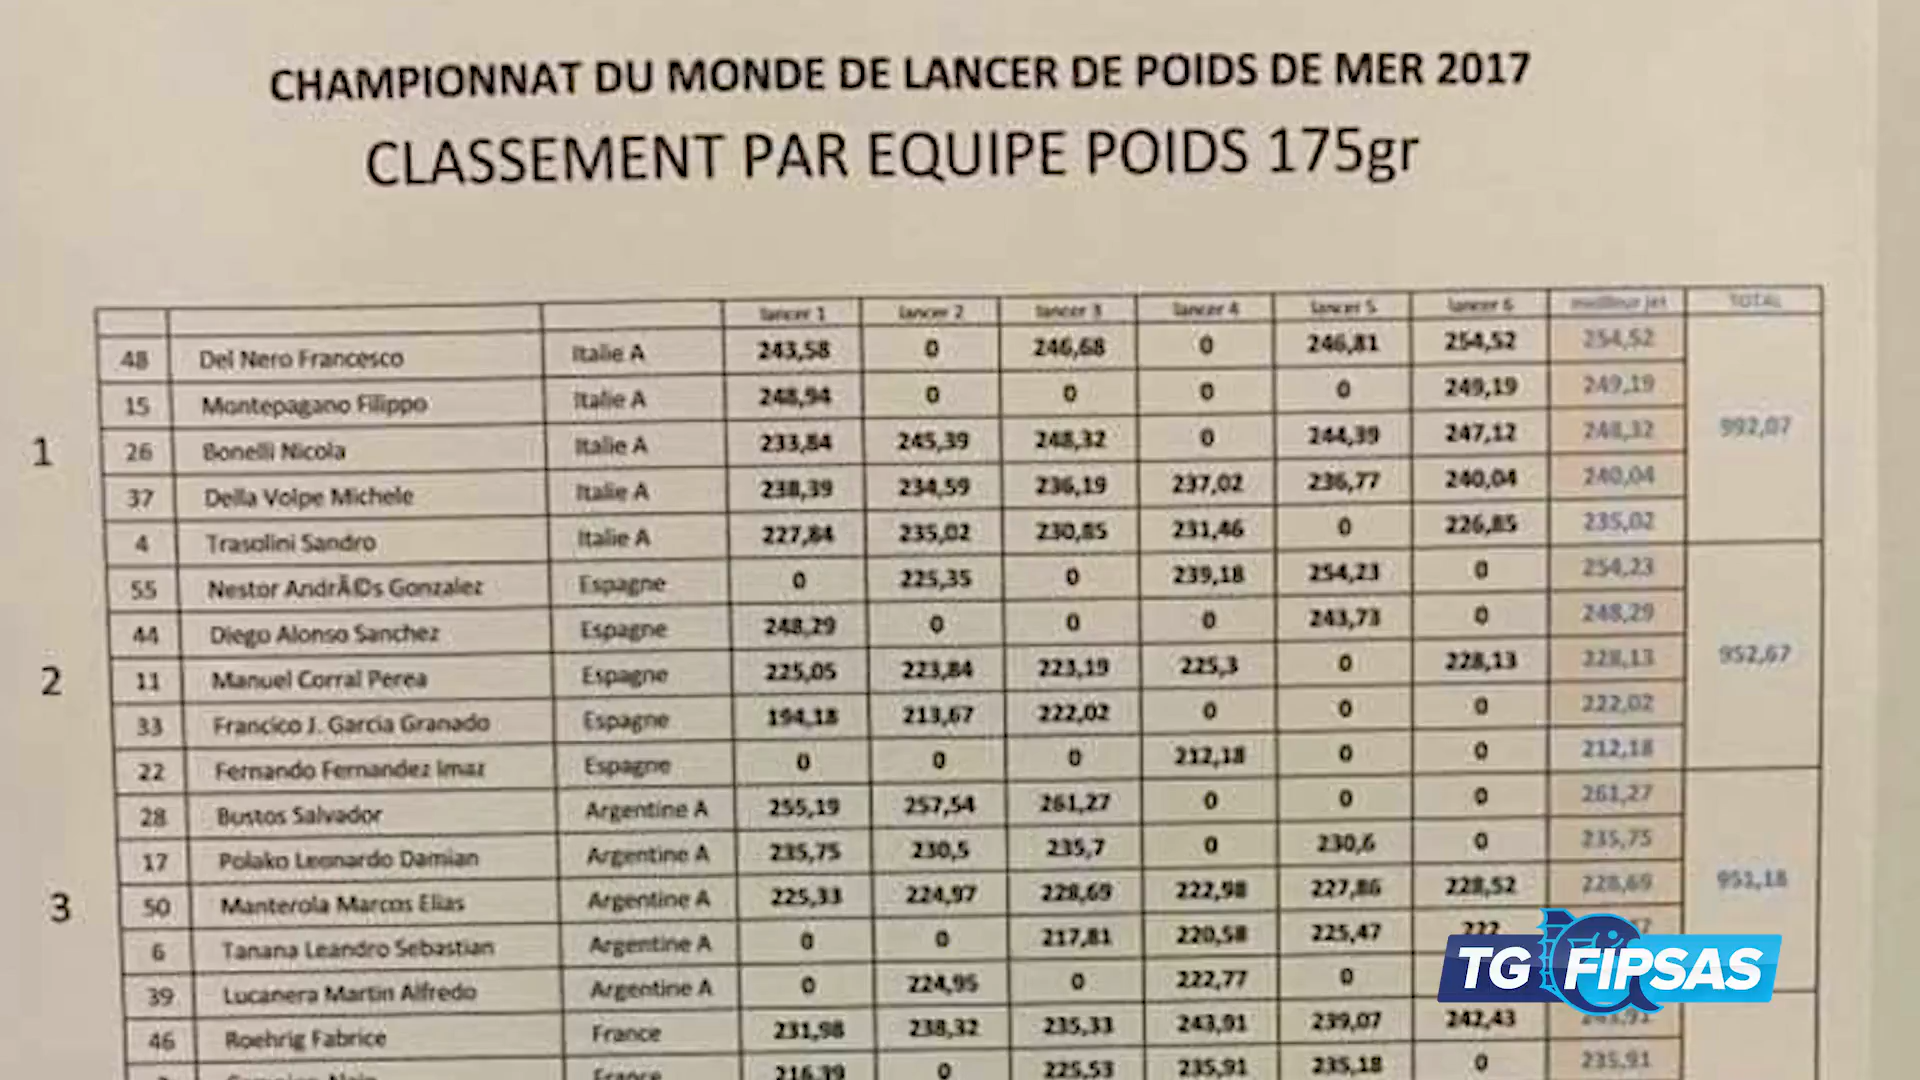 CHAMPIONNAT DU MONDE DE LANCER DE POIDS DE MER 2017
CLASSEMENT PAR EQUIPE POIDS 175gr
lancer 1 lancer 2 lancer 3 lancer 4 lancer 5 lancer 6 meilleur jet TOTAL
48 Del Nero Francesco Italie A 243,58 0 246,68 0 246,81 254,52 254,52
15 Montepagano Filippo Italie A 248,94 0 0 0 0 249,19 249,19
1 26 Bonelli Nicola Italie A 233,84 245,39 248,32 0 244,39 247,12 248,32 992,07
37 Della Volpe Michele Italie A 238,39 234,59 236,19 237,02 236,77 240,04 240,04
4 Trasolini Sandro Italie A 227,84 235,02 230,85 231,46 0 226,85 235,02
55 Nestor AndrÃ©s Gonzalez Espagne 0 225,35 0 239,18 254,23 0 254,23
44 Diego Alonso Sanchez Espagne 248,29 0 0 0 243,73 0 248,29
2 11 Manuel Corral Perea Espagne 225,05 223,84 223,19 225,3 0 228,13 228,13 952,67
33 Francico J. Garcia Granado Espagne 194,18 213,67 222,02 0 0 0 222,02
22 Fernando Fernandez Imaz Espagne 0 0 0 212,18 0 0 212,18
28 Bustos Salvador Argentine A 255,19 257,54 261,27 0 0 0 261,27
17 Polako Leonardo Damian Argentine A 235,75 230,5 235,7 0 230,6 0 235,75
3 50 Manterola Marcos Elias Argentine A 225,33 224,97 228,69 222,98 227,86 228,52 228,69 951,18
6 Tanana Leandro Sebastian Argentine A 0 0 217,81 220,58 225,47
39 Lucanera Martin Alfredo Argentine A 0 224,95 0 222,77 0
46 Roehrig Fabrice France 231,98 238,32 235,33 243,91 239,07 242,43 243,91
France 216,39 0 225,53 235,91 235,18 0 235,91
TG FIPSAS